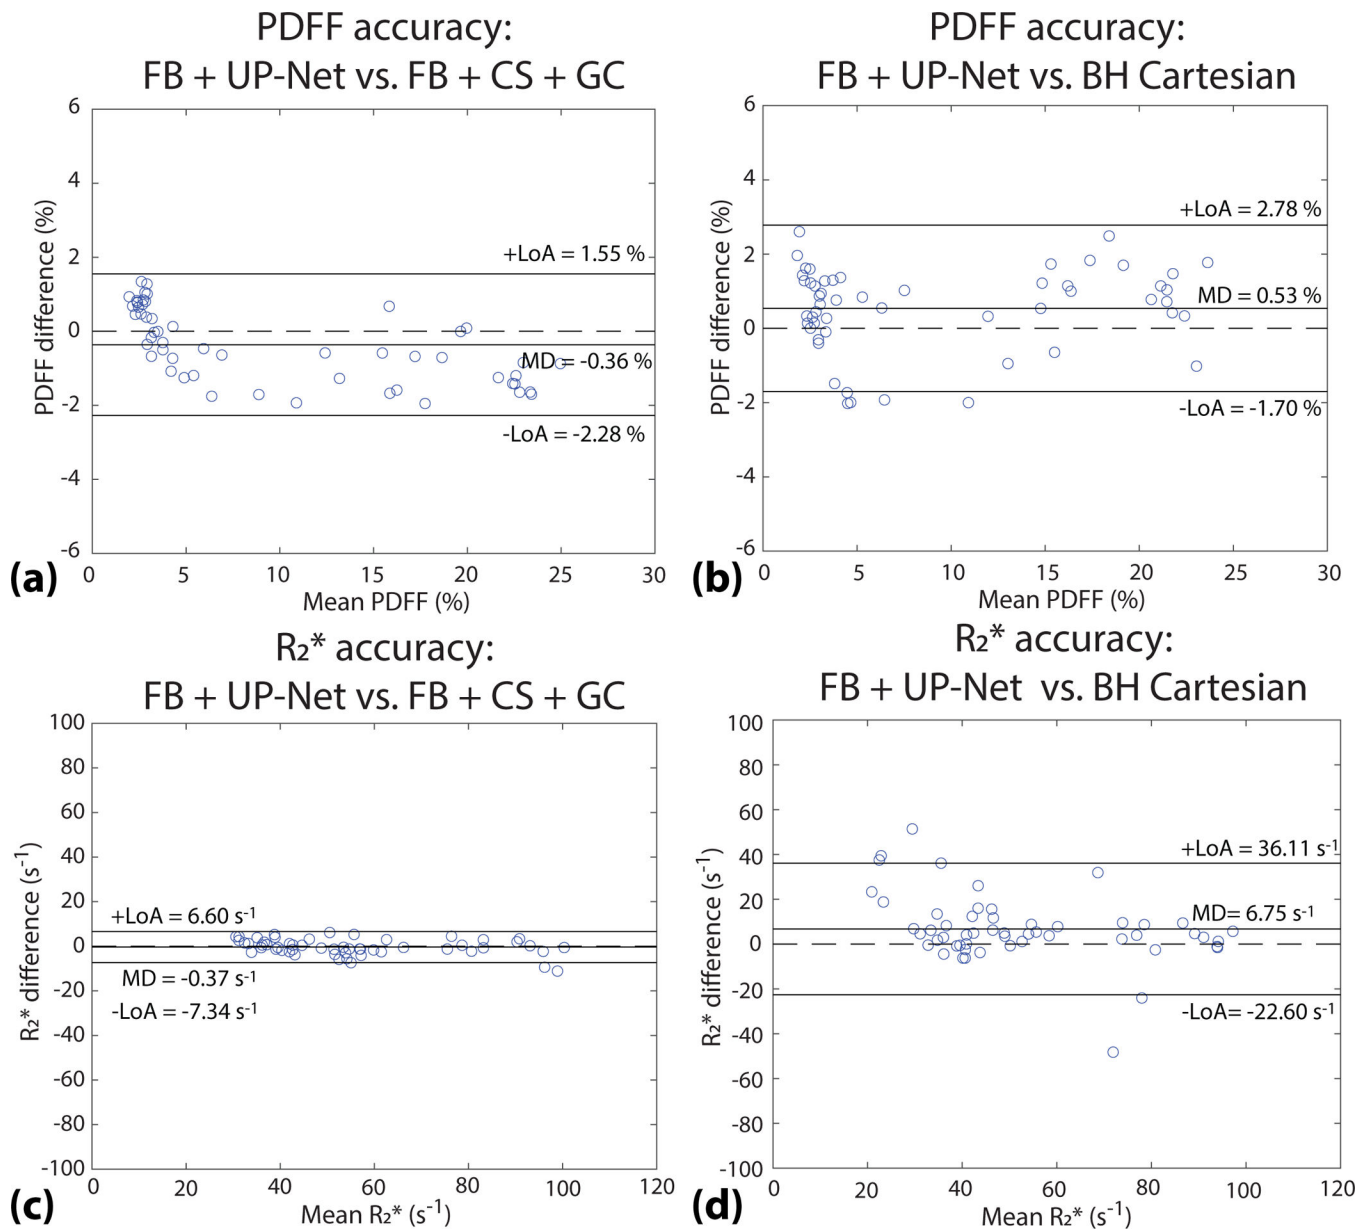 PDFF accuracy:
FB + UP-Net vs. FB + CS + GC
6
4
2
0
-2
-4
-6
PDFF difference (%)
+LoA = 1.55 %
MD = -0.36 %
-LoA = -2.28 %
0 5 10 15 20 25 30
Mean PDFF (%)
(a)
PDFF accuracy:
FB + UP-Net vs. BH Cartesian
6
4
2
0
-2
-4
-6
PDFF difference (%)
+LoA = 2.78 %
MD = 0.53 %
-LoA = -1.70 %
0 5 10 15 20 25 30
Mean PDFF (%)
(b)
R₂* accuracy:
FB + UP-Net vs. FB + CS + GC
100
80
60
40
20
0
-20
-40
-60
-80
-100
R₂* difference (s⁻¹)
+LoA = 6.60 s⁻¹
MD = -0.37 s⁻¹
-LoA = -7.34 s⁻¹
0 20 40 60 80 100 120
Mean R₂* (s⁻¹)
(c)
R₂* accuracy:
FB + UP-Net vs. BH Cartesian
100
80
60
40
20
0
-20
-40
-60
-80
-100
R₂* difference (s⁻¹)
+LoA = 36.11 s⁻¹
MD= 6.75 s⁻¹
-LoA= -22.60 s⁻¹
0 20 40 60 80 100 120
Mean R₂* (s⁻¹)
(d)